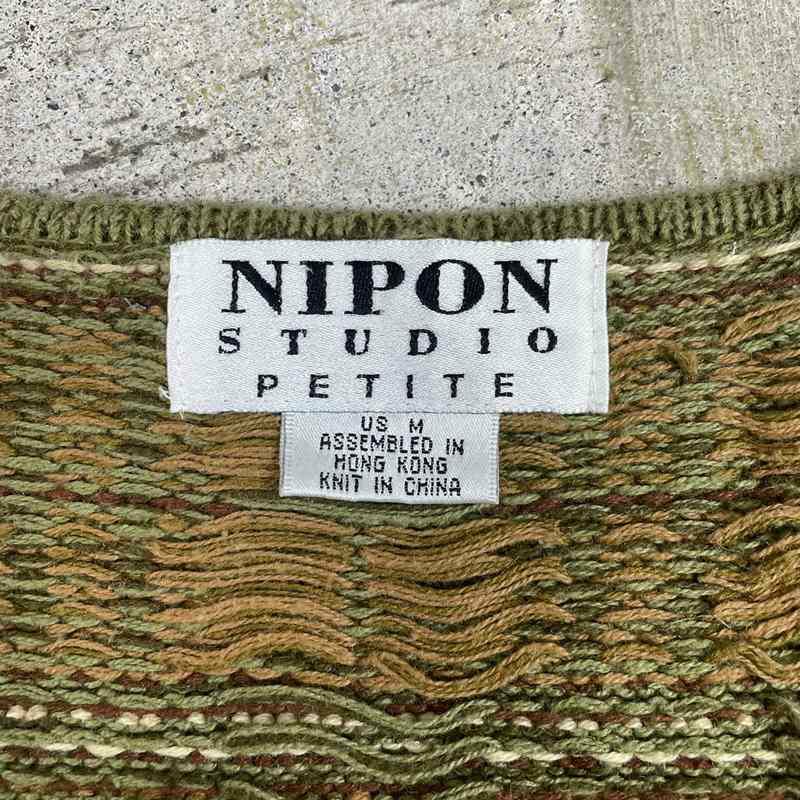 NIPON
STUDIO
PETITE
US M
ASSEMBLED IN
HONG KONG
KNIT IN CHINA